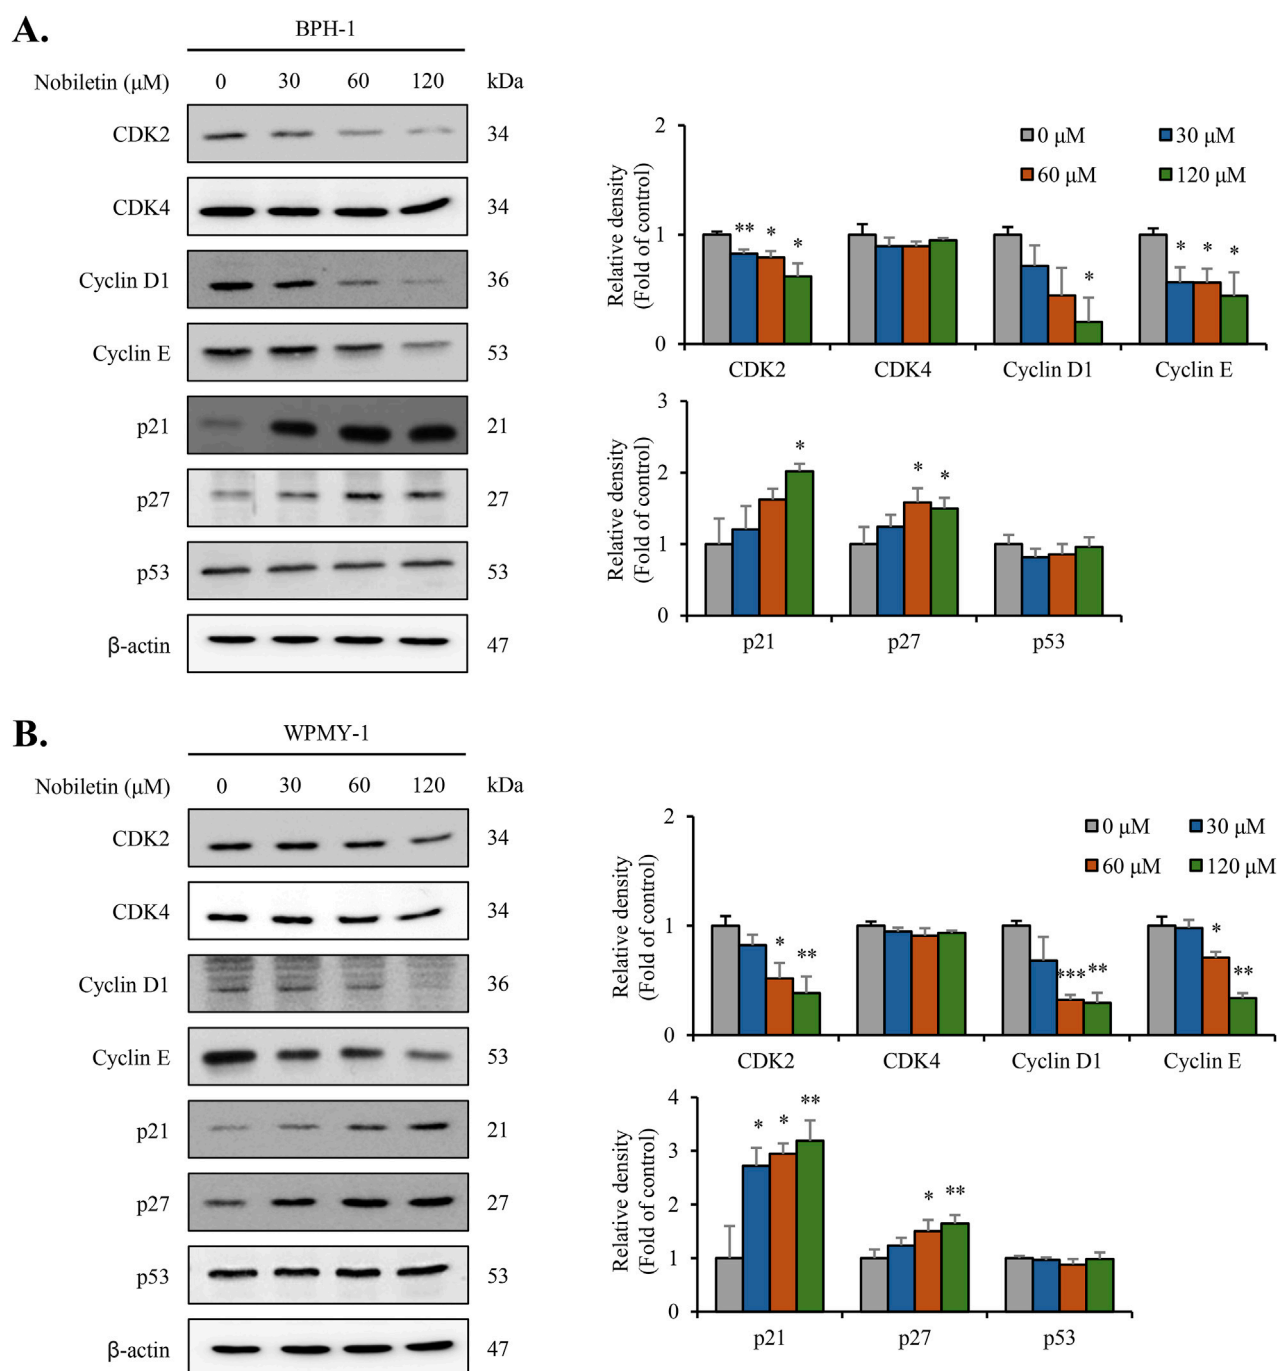 A.
BPH-1
Nobiletin (μM) 0 30 60 120 kDa
CDK2 34
CDK4 34
Cyclin D1 36
Cyclin E 53
p21 21
p27 27
p53 53
β-actin 47
0 μM 30 μM
60 μM 120 μM
Relative density
(Fold of control)
2
1
0
** * *
*
* * *
CDK2 CDK4 Cyclin D1 Cyclin E
Relative density
(Fold of control)
3
2
1
0
*
* *
p21 p27 p53
B.
WPMY-1
Nobiletin (μM) 0 30 60 120 kDa
CDK2 34
CDK4 34
Cyclin D1 36
Cyclin E 53
p21 21
p27 27
p53 53
β-actin 47
0 μM 30 μM
60 μM 120 μM
Relative density
(Fold of control)
2
1
0
* **
*** **
* **
CDK2 CDK4 Cyclin D1 Cyclin E
Relative density
(Fold of control)
4
3
2
1
0
* * **
* **
p21 p27 p53